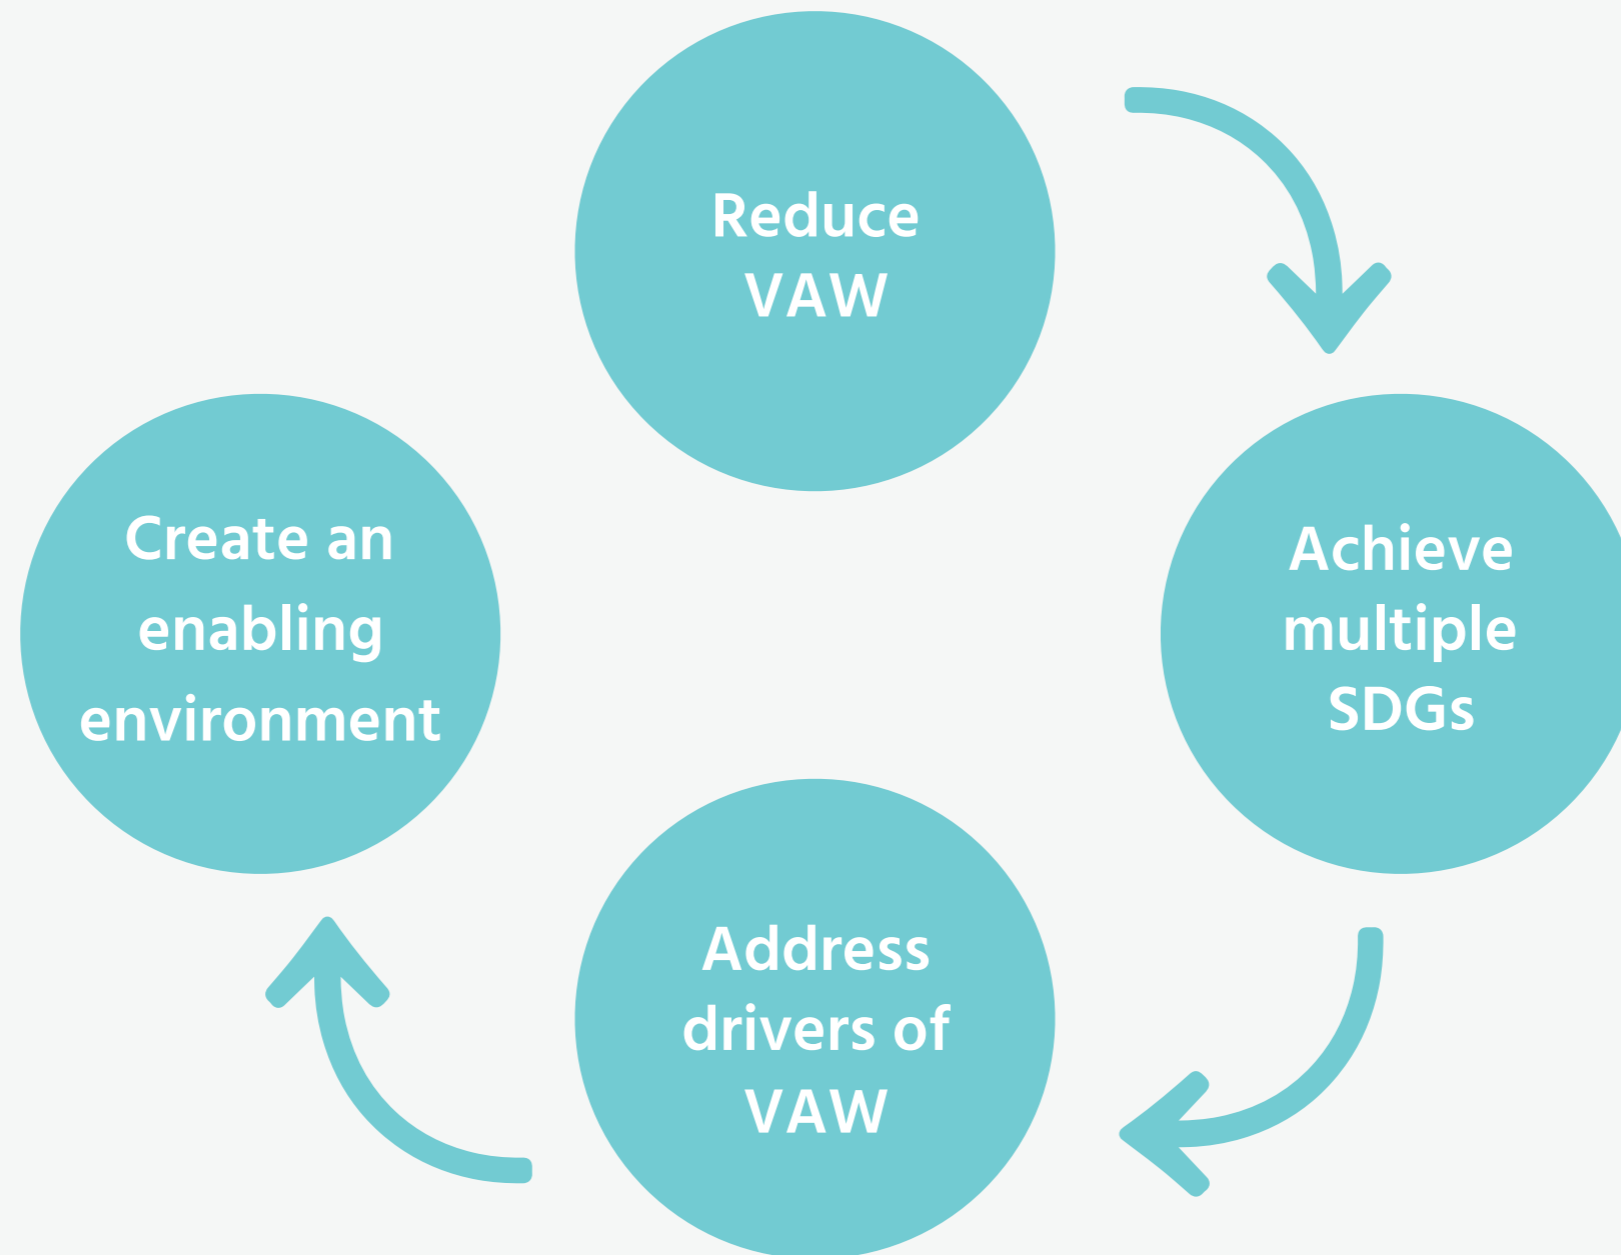 Reduce
VAW
Achieve
multiple
SDGs
Address
drivers of
VAW
Create an
enabling
environment